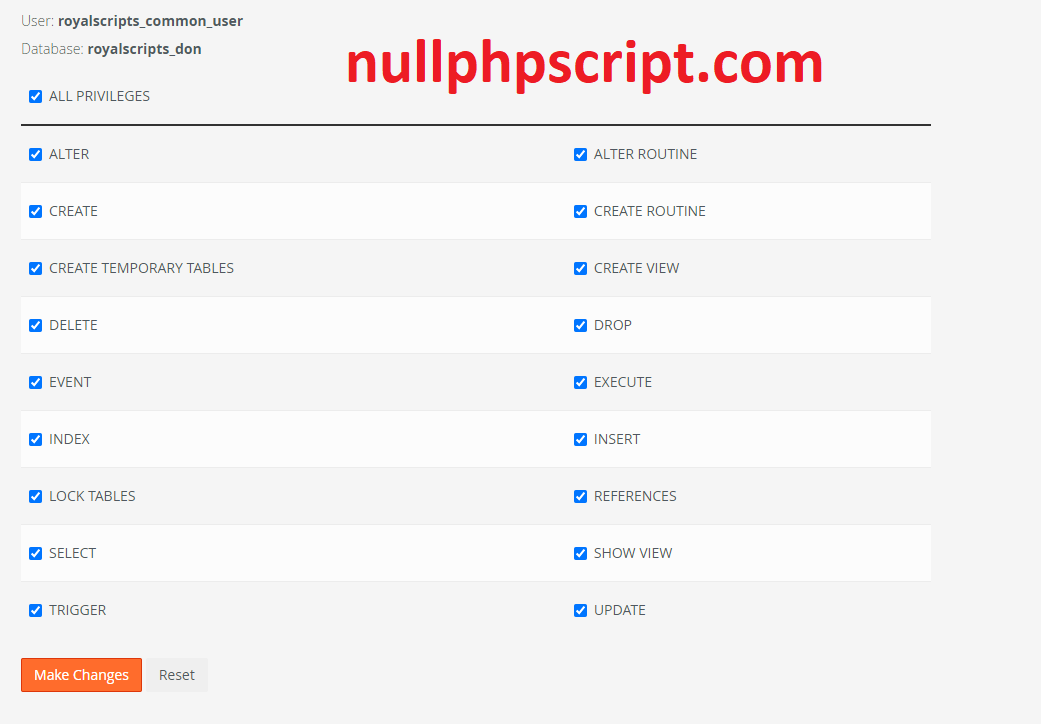 User: royalscripts_common_user
Database: royalscripts_don
nullphpscript.com
ALL PRIVILEGES
ALTER
ALTER ROUTINE
CREATE
CREATE ROUTINE
CREATE TEMPORARY TABLES
CREATE VIEW
DELETE
DROP
EVENT
EXECUTE
INDEX
INSERT
LOCK TABLES
REFERENCES
SELECT
SHOW VIEW
TRIGGER
UPDATE
Make Changes
Reset